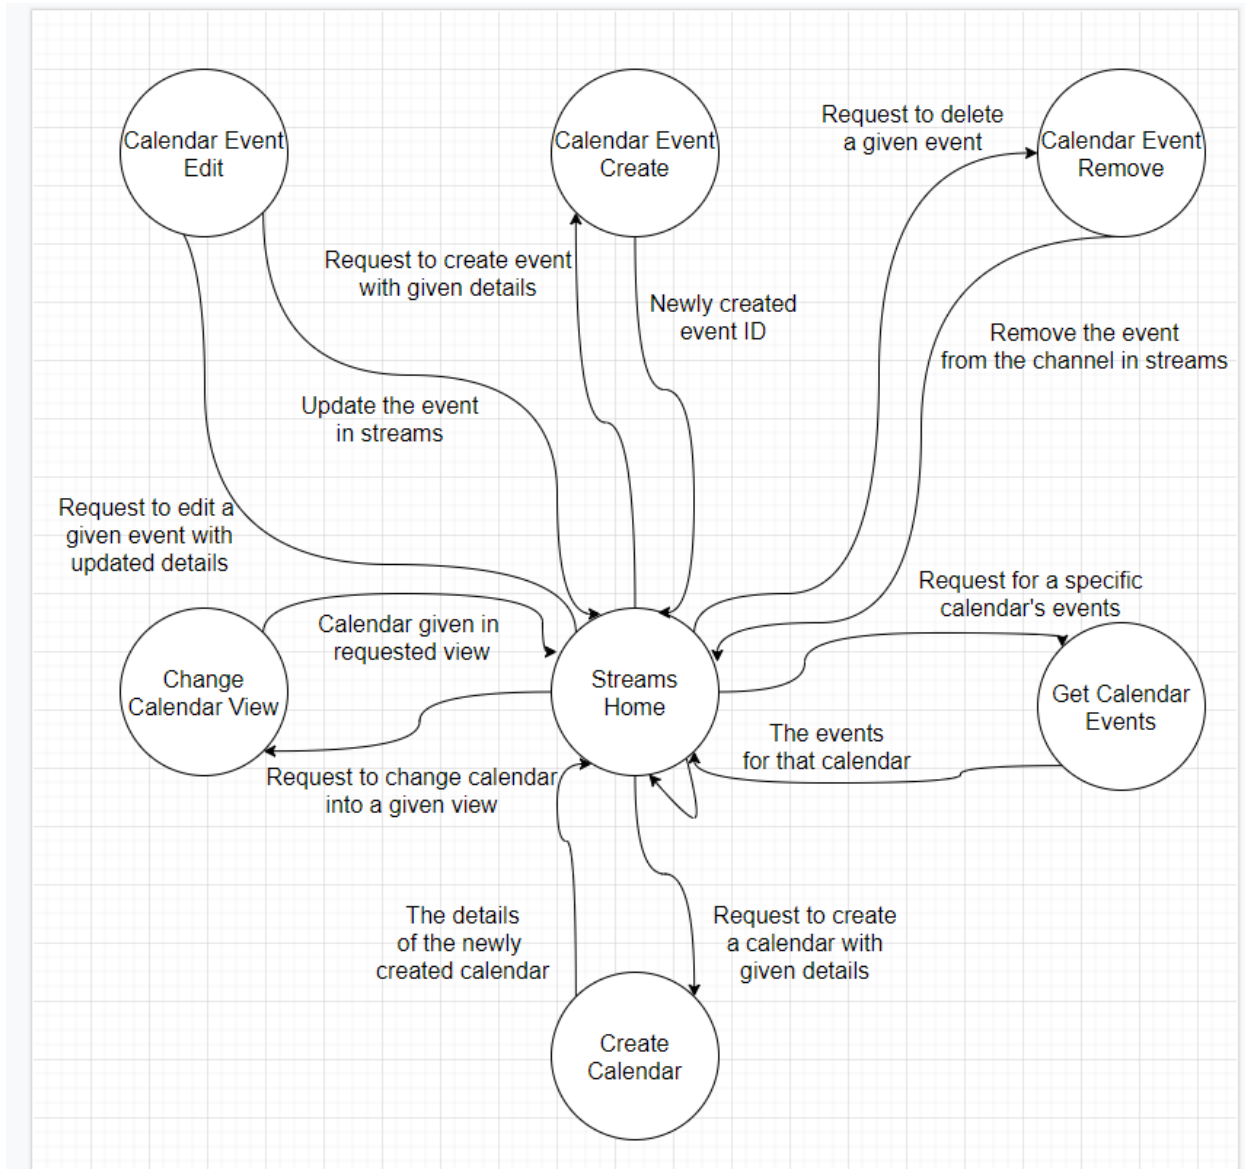 Calendar Event
Edit
Calendar Event
Create
Request to delete
a given event
Calendar Event
Remove
Request to create event
with given details
Newly created
event ID
Remove the event
from the channel in streams
Update the event
in streams
Request to edit a
given event with
updated details
Request for a specific
calendar's events
Calendar given in
requested view
Change
Calendar View
Streams
Home
Get Calendar
Events
The events
for that calendar
Request to change calendar
into a given view
The details
of the newly
created calendar
Request to create
a calendar with
given details
Create
Calendar